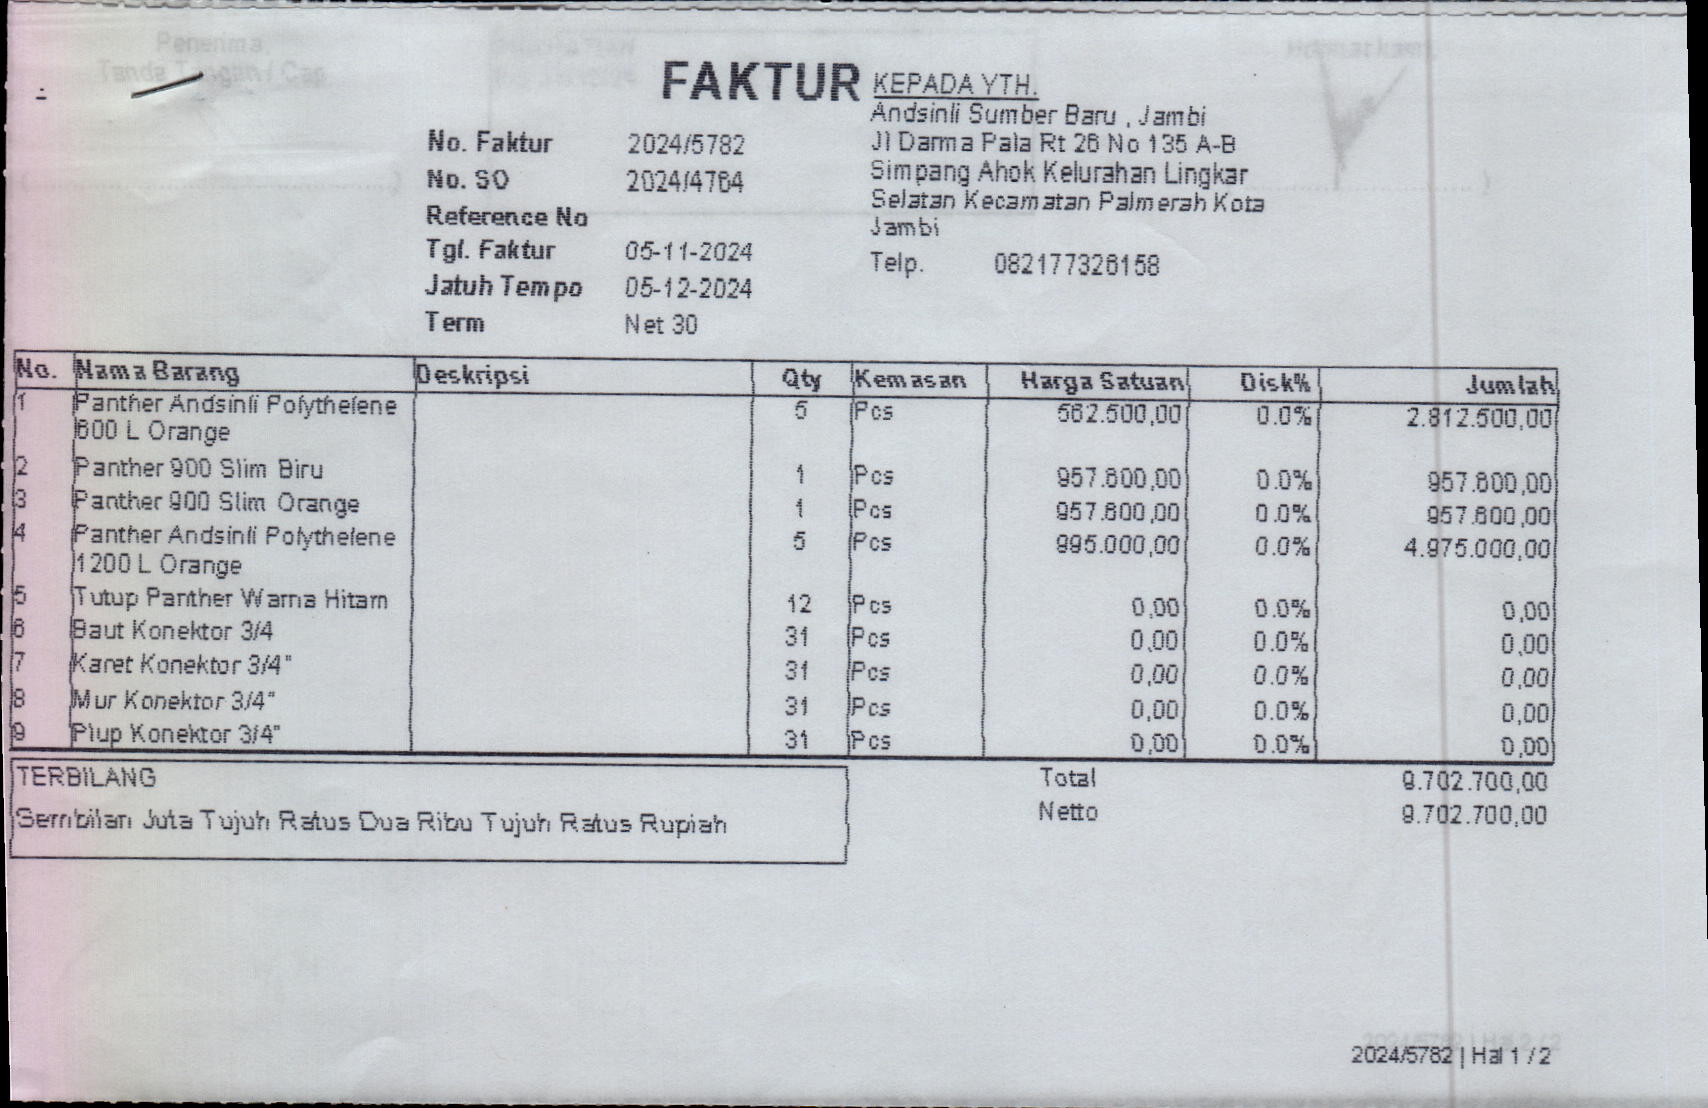 Penerima,
Tanda Tangan / Cap
FAKTUR
No. Faktur 2024/5782
No. SO 2024/4764
Reference No
Tgl. Faktur 05-11-2024
Jatuh Tempo 05-12-2024
Term Net 30
KEPADA YTH.
Andsinli Sumber Baru , Jambi
Jl Darma Pala Rt 26 No 135 A-B
Simpang Ahok Kelurahan Lingkar
Selatan Kecamatan Palmerah Kota
Jambi
Telp. 082177326158
No. Nama Barang Deskripsi Qty Kemasan Harga Satuan Disk% Jumlah
1 Panther Andsinli Polythelene 5 Pcs 562.500,00 0.0% 2.812.500,00
600 L Orange
2 Panther 900 Slim Biru 1 Pcs 957.600,00 0.0% 957.600,00
3 Panther 900 Slim Orange 1 Pcs 957.600,00 0.0% 957.600,00
4 Panther Andsinli Polythelene 5 Pcs 995.000,00 0.0% 4.975.000,00
1200 L Orange
5 Tutup Panther Warna Hitam 12 Pcs 0,00 0.0% 0,00
6 Baut Konektor 3/4 31 Pcs 0,00 0.0% 0,00
7 Karet Konektor 3/4" 31 Pcs 0,00 0.0% 0,00
8 Mur Konektor 3/4" 31 Pcs 0,00 0.0% 0,00
9 Plup Konektor 3/4" 31 Pcs 0,00 0.0% 0,00
TERBILANG
Sembilan Juta Tujuh Ratus Dua Ribu Tujuh Ratus Rupiah
Total 9.702.700,00
Netto 9.702.700,00
2024/5782 | Hal 2 / 2
2024/5782 | Hal 1 / 2